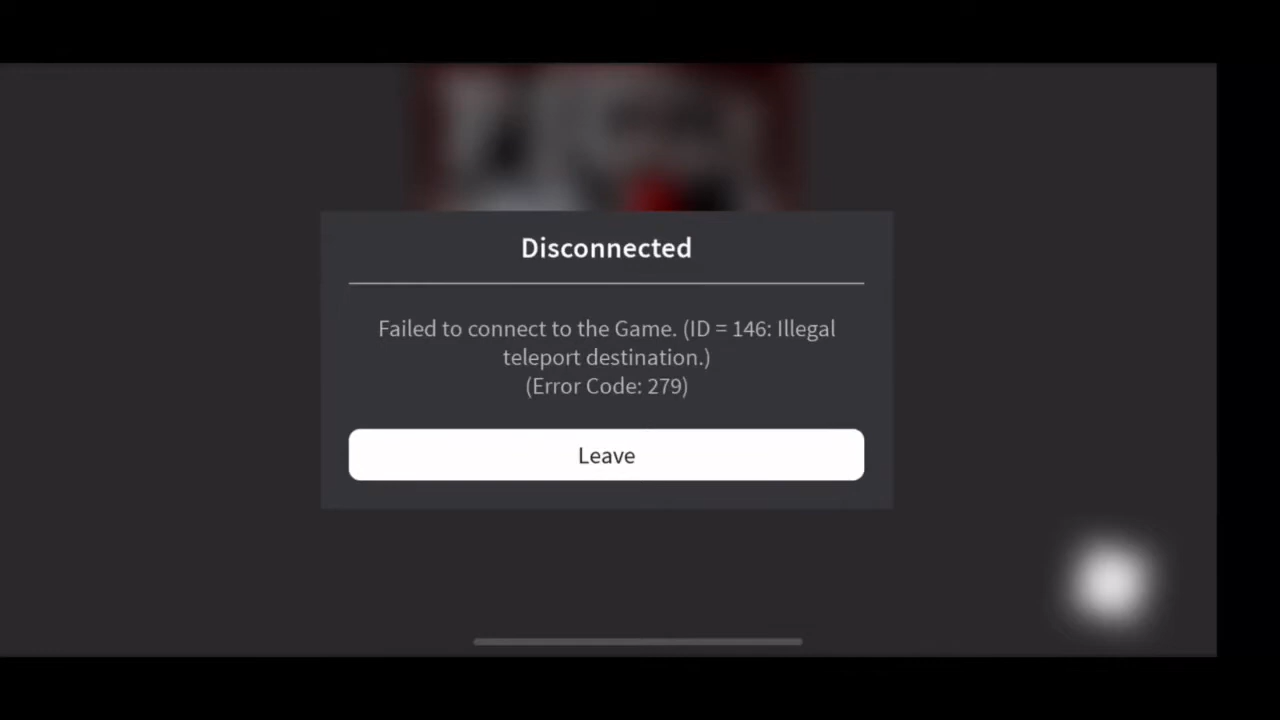 Disconnected
Failed to connect to the Game. (ID = 146: Illegal
teleport destination.)
(Error Code: 279)
Leave